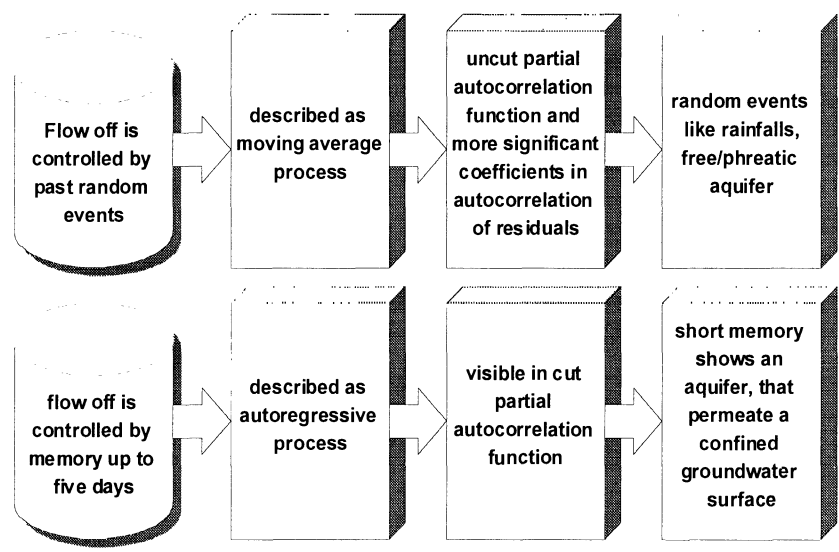 Flow off is
controlled by
past random
events
described as
moving average
process
uncut partial
autocorrelation
function and
more significant
coefficients in
autocorrelation
of residuals
random events
like rainfalls,
free/phreatic
aquifer
flow off is
controlled by
memory up to
five days
described as
autoregressive
process
visible in cut
partial
autocorrelation
function
short memory
shows an
aquifer, that
permeate a
confined
groundwater
surface